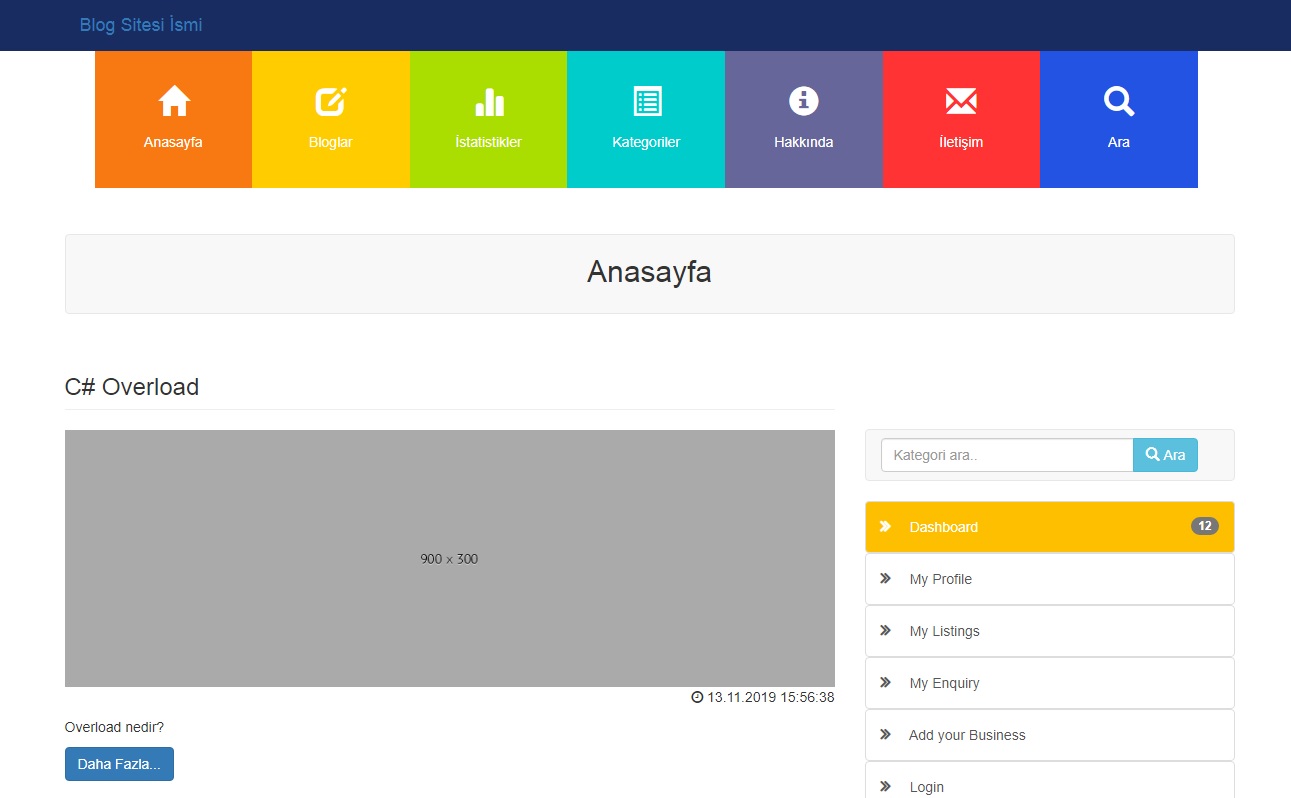 Blog Sitesi İsmi
Anasayfa
Bloglar
İstatistikler
Kategoriler
Hakkında
İletişim
Ara
Anasayfa
C# Overload
900 x 300
13.11.2019 15:56:38
Overload nedir?
Daha Fazla...
Kategori ara..
Ara
Dashboard 12
My Profile
My Listings
My Enquiry
Add your Business
Login